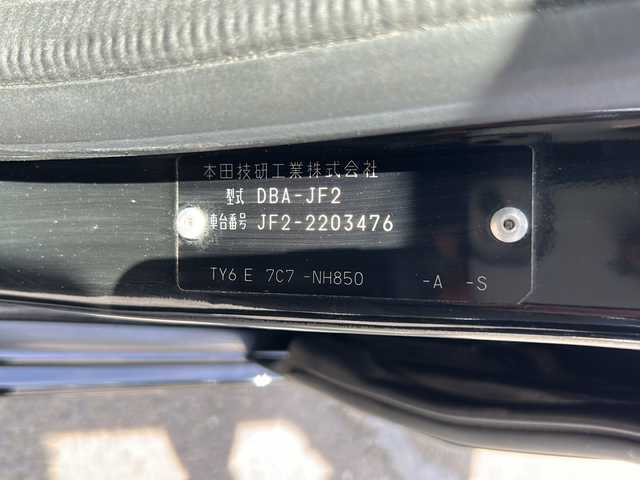 本田技研工業株式会社
型式 DBA-JF2
車台番号 JF2-2203476
TY6 E 7C7 -NH850 -A -S